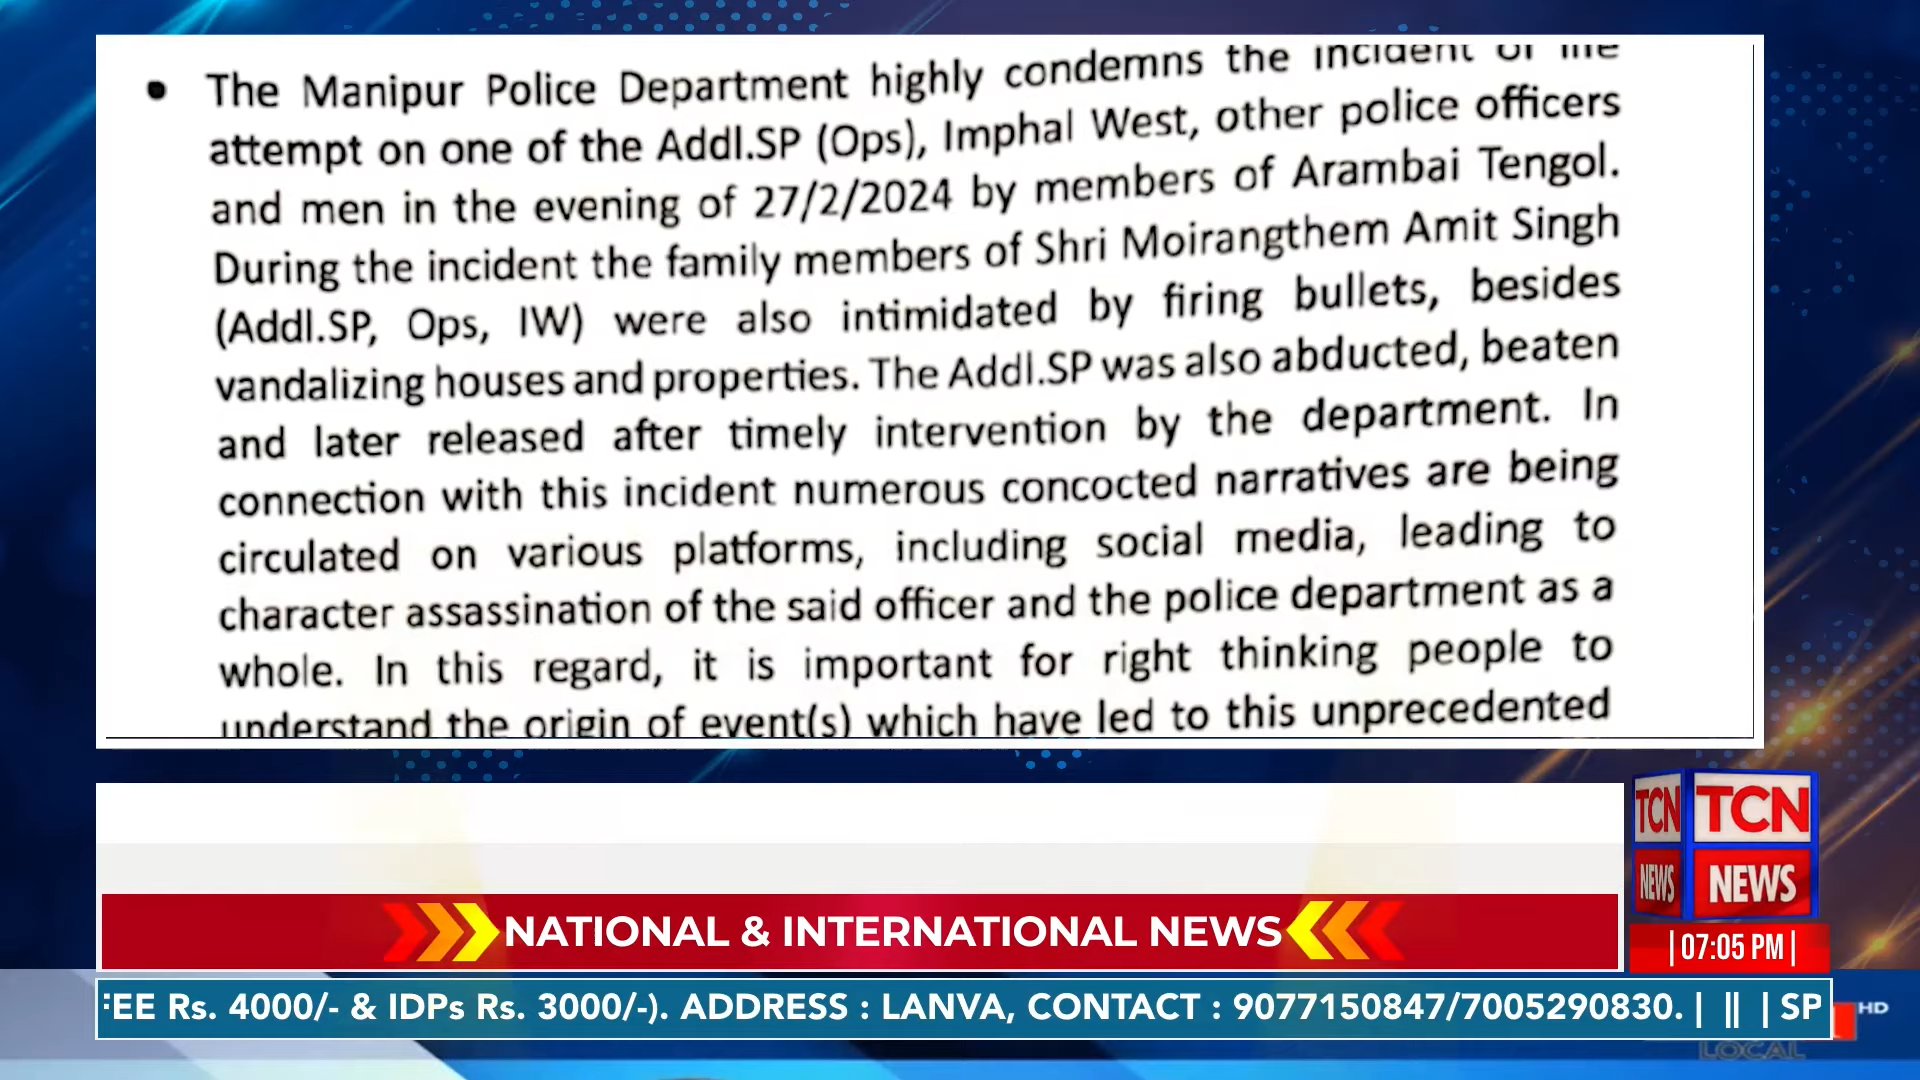 • The Manipur Police Department highly condemns the incident of life
attempt on one of the Addl.SP (Ops), Imphal West, other police officers
and men in the evening of 27/2/2024 by members of Arambai Tengol.
During the incident the family members of Shri Moirangthem Amit Singh
(Addl.SP, Ops, IW) were also intimidated by firing bullets, besides
vandalizing houses and properties. The Addl.SP was also abducted, beaten
and later released after timely intervention by the department. In
connection with this incident numerous concocted narratives are being
circulated on various platforms, including social media, leading to
character assassination of the said officer and the police department as a
whole. In this regard, it is important for right thinking people to
understand the origin of event(s) which have led to this unprecedented
TCN TCN
NEWS NEWS
NATIONAL & INTERNATIONAL NEWS
|07:05 PM|
FEE Rs. 4000/- & IDPs Rs. 3000/-). ADDRESS : LANVA, CONTACT : 9077150847/7005290830. | || | SP
HD
LOCAL